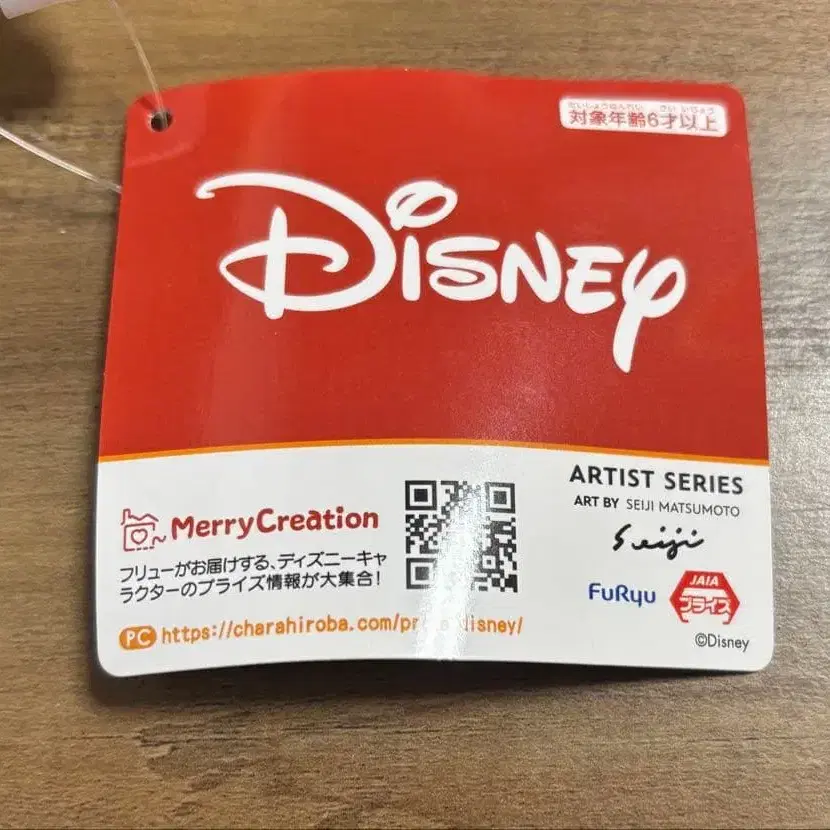 たいしょうねんれい さい いじょう
対象年齢6才以上
Disney
ARTIST SERIES
ART BY SEIJI MATSUMOTO
Seiji
MerryCreation
フリューがお届けする、ディズニーキャ
ラクターのプライズ情報が大集合!
PC https://charahiroba.com/prize/disney/
FuRyu
JAIA
プライズ
©Disney